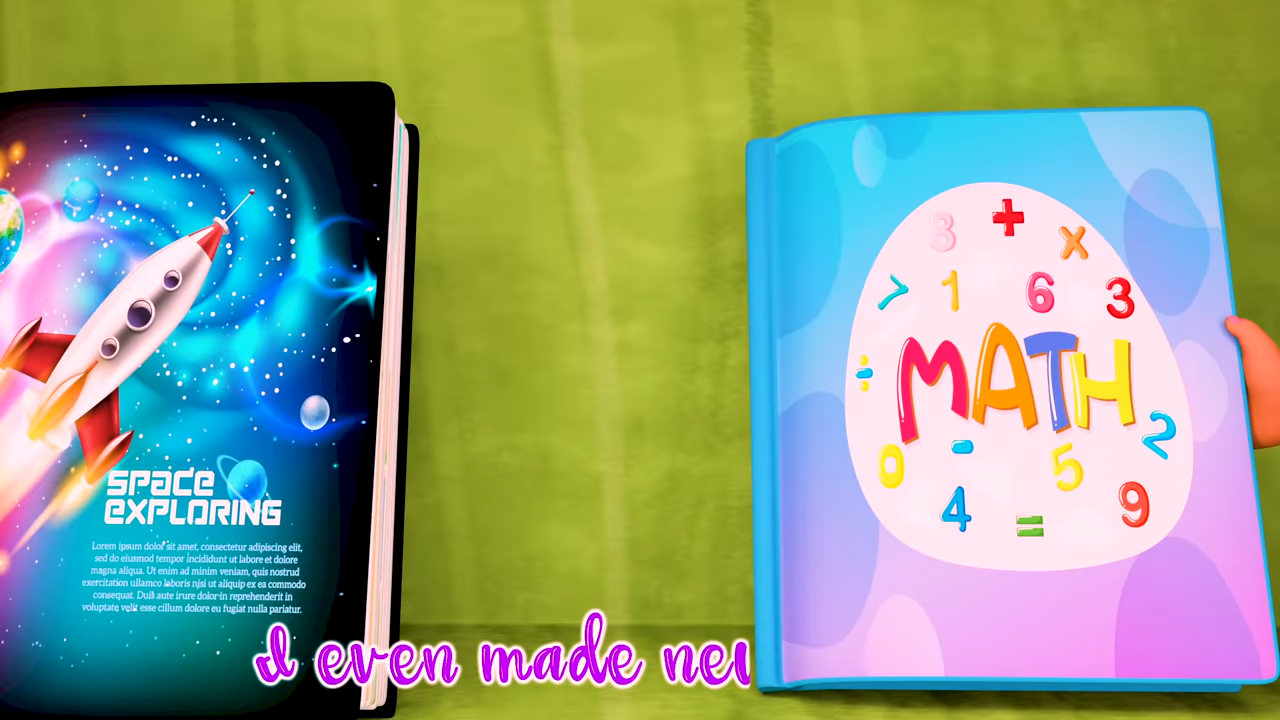 SPACE
EXPLORING
Lorem ipsum dolor sit amet, consectetur adipiscing elit,
sed do eiusmod tempor incididunt ut labore et dolore
magna aliqua. Ut enim ad minim veniam, quis nostrud
exercitation ullamco laboris nisi ut aliquip ex ea commodo
consequat. Duis aute irure dolor in reprehenderit in
voluptate velit esse cillum dolore eu fugiat nulla pariatur.
8 + x
7 1 6 3
÷ MATH
0 - 5 2
4 = 9
I even made